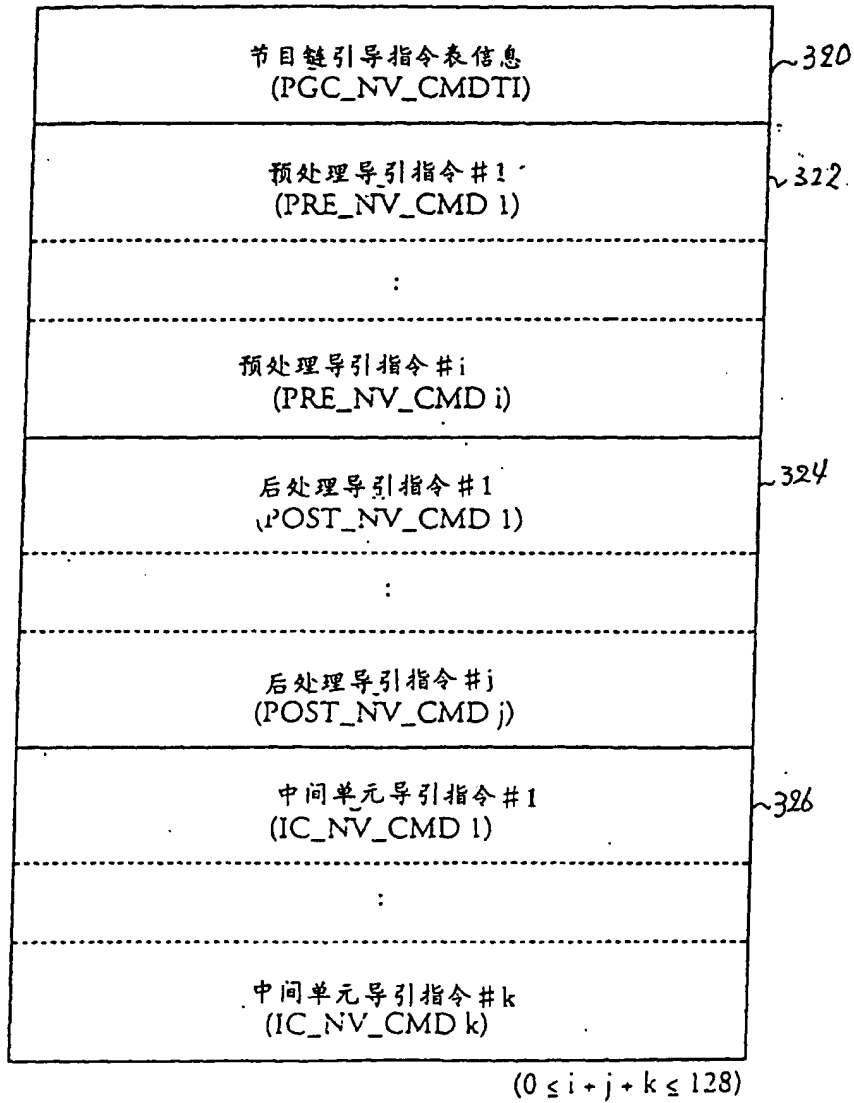 节目链引导指令表信息
(PGC_NV_CMDTI)
320
预处理导引指令#1
(PRE_NV_CMD 1)
322
:
预处理导引指令#i
(PRE_NV_CMD i)
后处理导引指令#1
(POST_NV_CMD 1)
324
:
后处理导引指令#j
(POST_NV_CMD j)
中间单元导引指令#1
(IC_NV_CMD 1)
326
:
中间单元导引指令#k
(IC_NV_CMD k)
(0 ≤ i + j + k ≤ 128)